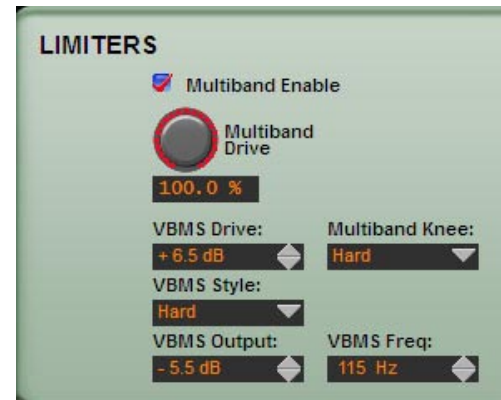 LIMITERS
Multiband Enable
Multiband
Drive
100.0 %
VBMS Drive: Multiband Knee:
+ 6.5 dB Hard
VBMS Style:
Hard
VBMS Output: VBMS Freq:
- 5.5 dB 115 Hz